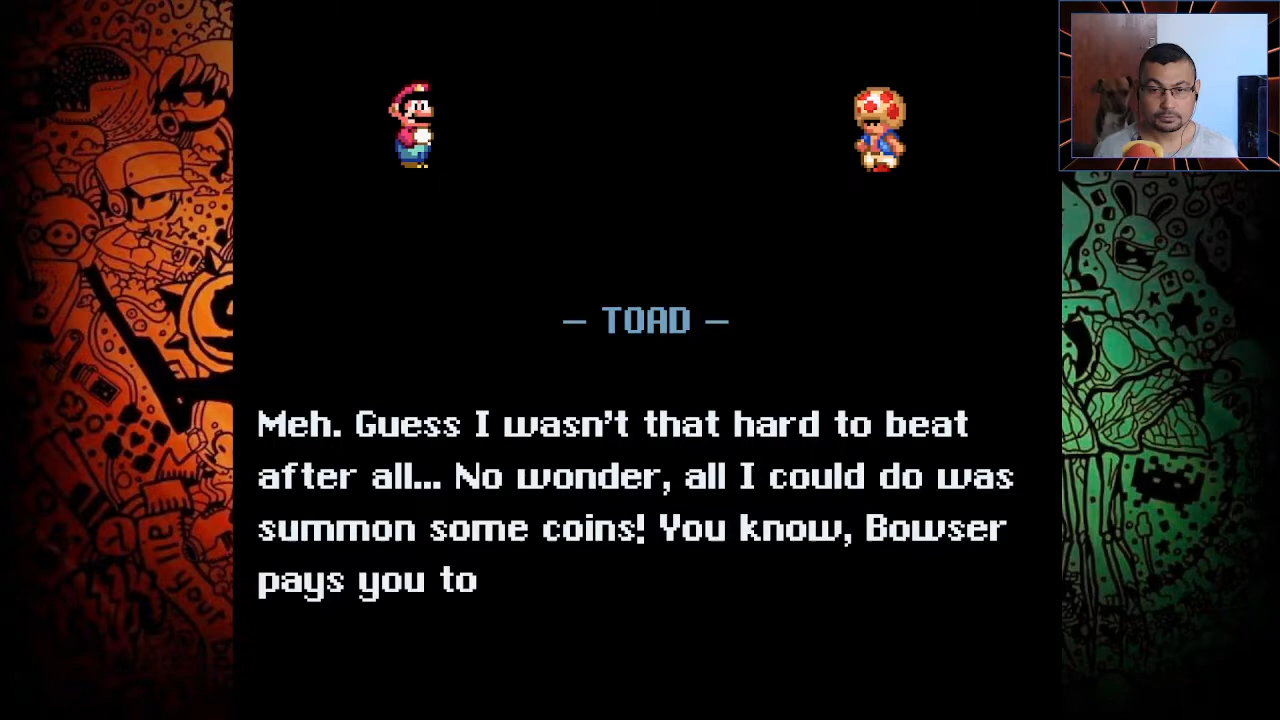 — TOAD —
Meh. Guess I wasn't that hard to beat
after all... No wonder, all I could do was
summon some coins! You know, Bowser
pays you to